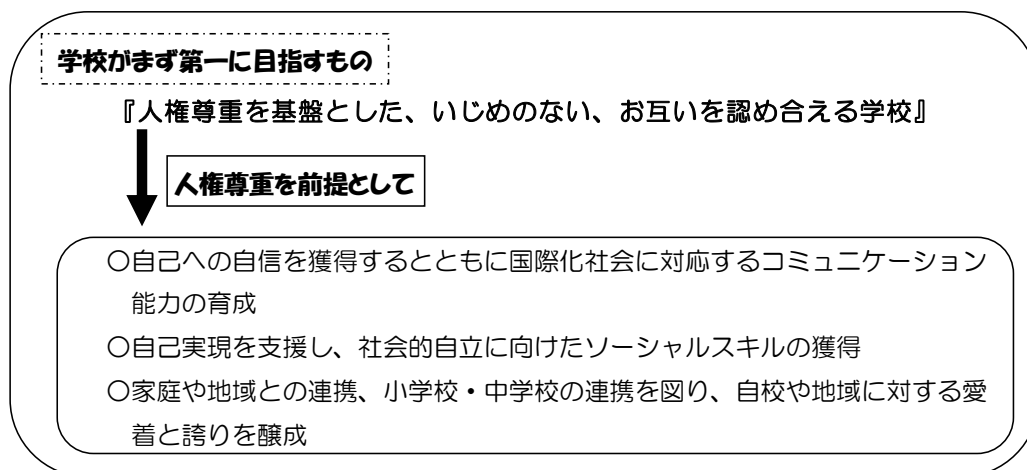 学校がまず第一に目指すもの
『人権尊重を基盤とした、いじめのない、お互いを認め合える学校』
人権尊重を前提として
○自己への自信を獲得するとともに国際化社会に対応するコミュニケーション
能力の育成
○自己実現を支援し、社会的自立に向けたソーシャルスキルの獲得
○家庭や地域との連携、小学校・中学校の連携を図り、自校や地域に対する愛
着と誇りを醸成